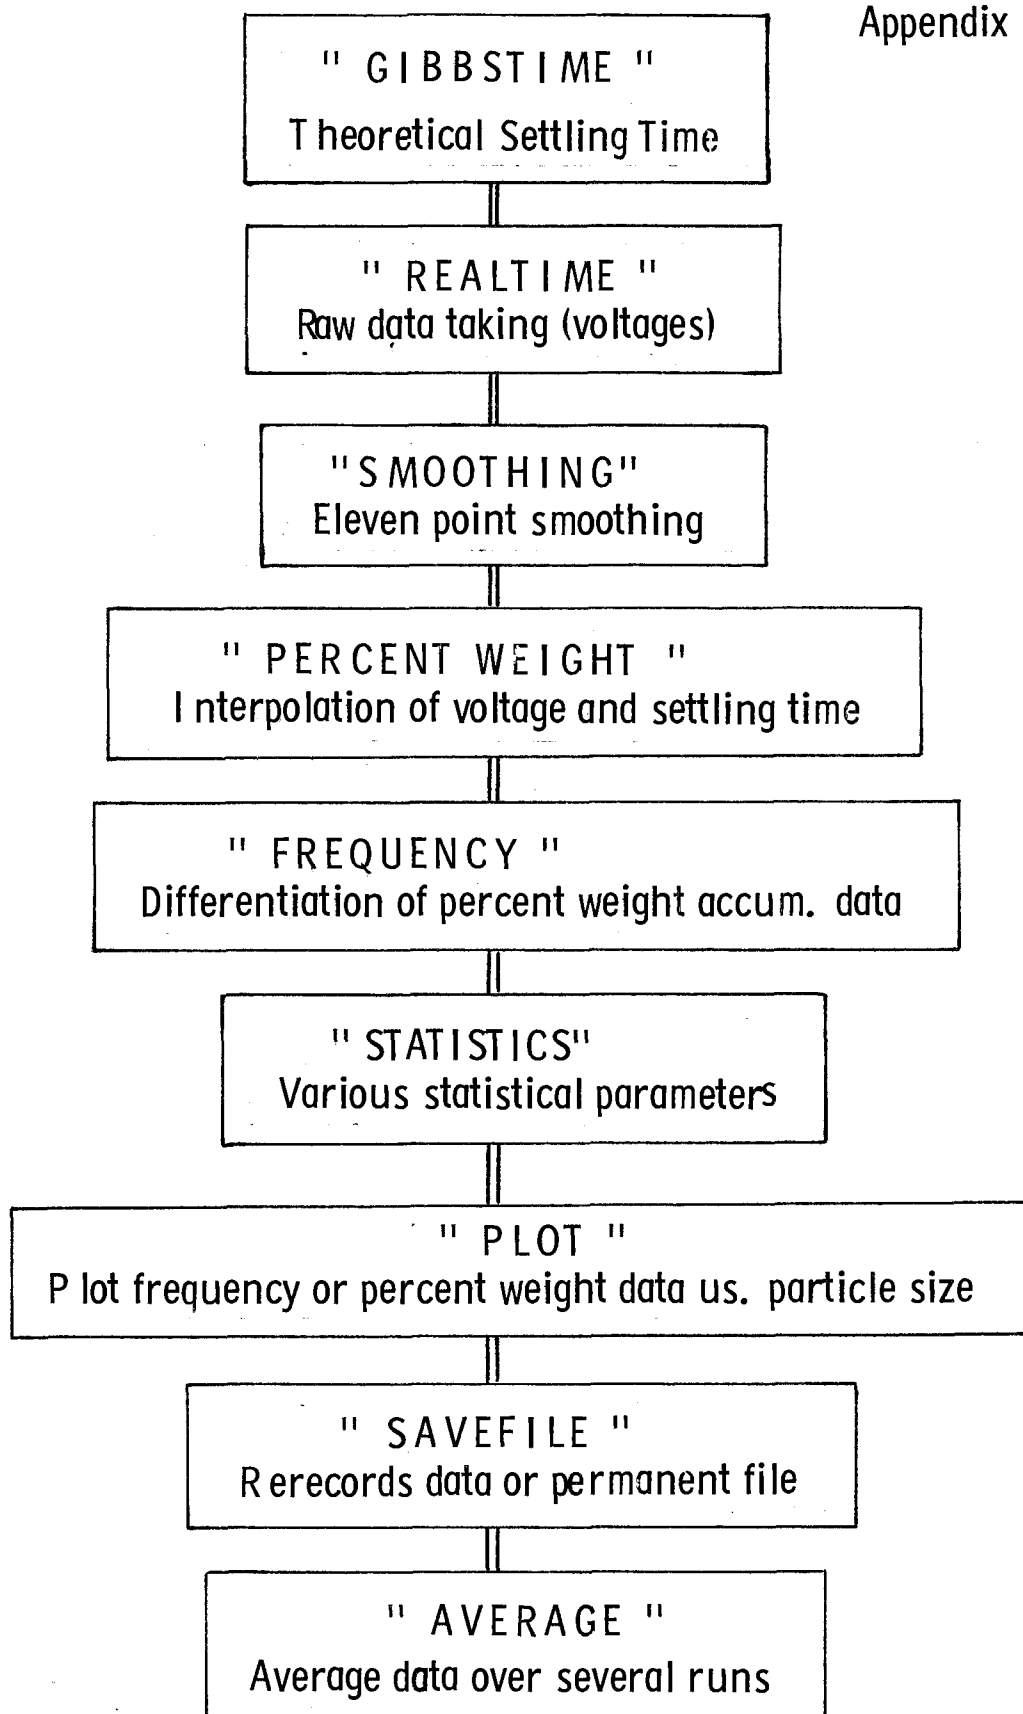 Appendix
" GIBBSTIME "
Theoretical Settling Time
" REALTIME "
Raw data taking (voltages)
"SMOOTHING"
Eleven point smoothing
" PERCENT WEIGHT "
Interpolation of voltage and settling time
" FREQUENCY "
Differentiation of percent weight accum. data
" STATISTICS"
Various statistical parameters
" PLOT "
Plot frequency or percent weight data us. particle size
" SAVEFILE "
Rerecords data or permanent file
" AVERAGE "
Average data over several runs